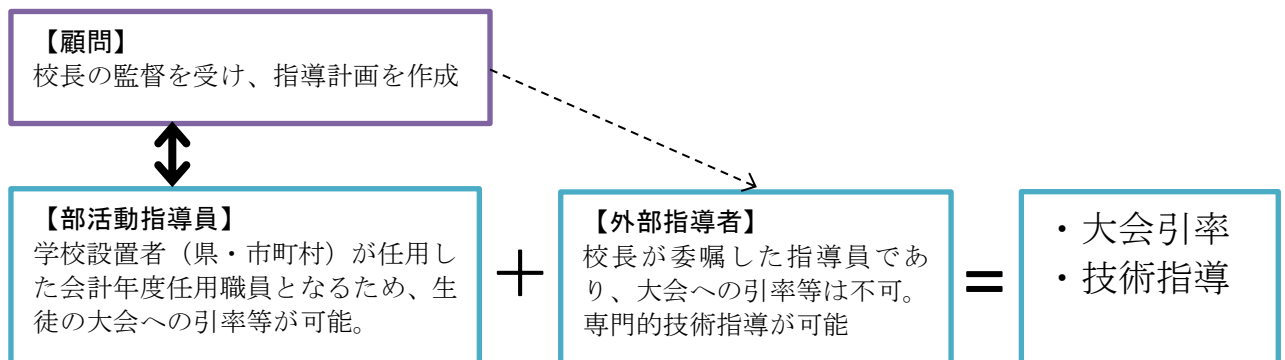 【顧問】
校長の監督を受け、指導計画を作成
【部活動指導員】
学校設置者（県・市町村）が任用し
た会計年度任用職員となるため、生
徒の大会への引率等が可能。
＋
【外部指導者】
校長が委嘱した指導員であ
り、大会への引率等は不可。
専門的技術指導が可能
＝
・大会引率
・技術指導